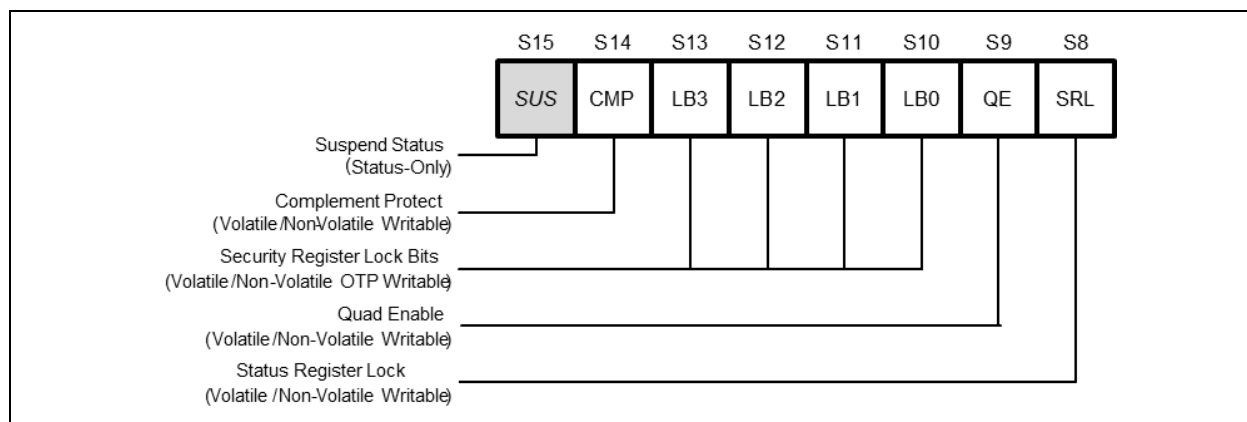 S15 S14 S13 S12 S11 S10 S9 S8
SUS CMP LB3 LB2 LB1 LB0 QE SRL
Suspend Status
(Status-Only)
Complement Protect
(Volatile/Non-Volatile Writable)
Security Register Lock Bits
(Volatile/Non-Volatile OTP Writable)
Quad Enable
(Volatile/Non-Volatile Writable)
Status Register Lock
(Volatile/Non-Volatile Writable)